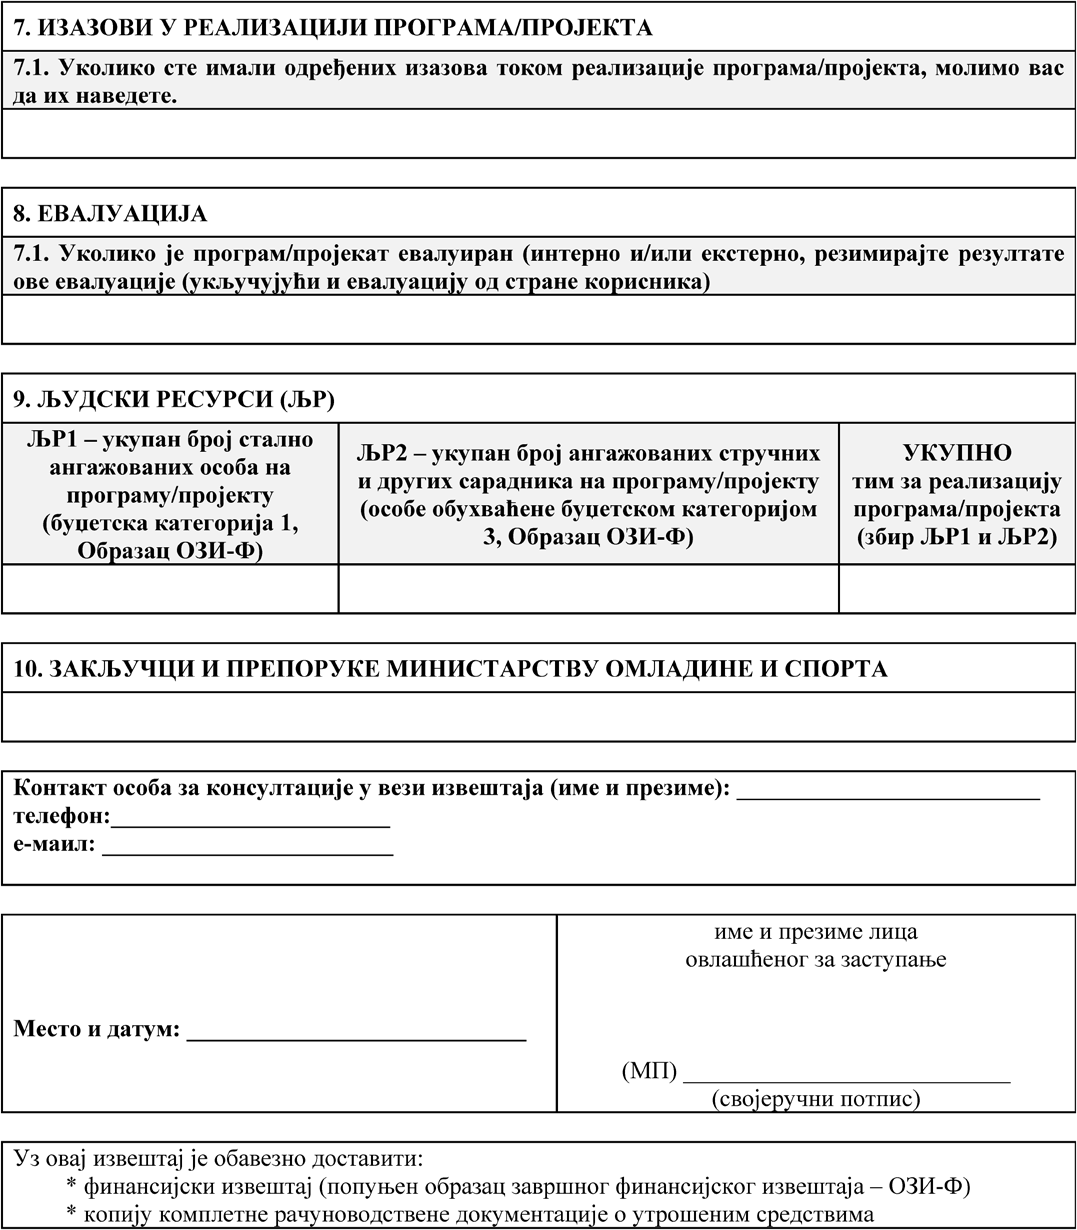 7. ИЗАЗОВИ У РЕАЛИЗАЦИЈИ ПРОГРАМА/ПРОЈЕКТА
7.1. Уколико сте имали одређених изазова током реализације програма/пројекта, молимо вас
да их наведете.
8. ЕВАЛУАЦИЈА
7.1. Уколико је програм/пројекат евалуиран (интерно и/или екстерно, резимирајте резултате
ове евалуације (укључујући и евалуацију од стране корисника)
9. ЉУДСКИ РЕСУРСИ (ЉР)
ЉР1 – укупан број стално
ангажованих особа на
програму/пројекту
(буџетска категорија 1,
Образац ОЗИ-Ф)
ЉР2 – укупан број ангажованих стручних
и других сарадника на програму/пројекту
(особе обухваћене буџетском категоријом
3, Образац ОЗИ-Ф)
УКУПНО
тим за реализацију
програма/пројекта
(збир ЉР1 и ЉР2)
10. ЗАКЉУЧЦИ И ПРЕПОРУКЕ МИНИСТАРСТВУ ОМЛАДИНЕ И СПОРТА
Контакт особа за консултације у вези извештаја (име и презиме): _________________________
телефон:_______________________
е-маил: ________________________
Место и датум: ____________________________
име и презиме лица
овлашћеног за заступање
(МП) ___________________________
(својеручни потпис)
Уз овај извештај је обавезно доставити:
* финансијски извештај (попуњен образац завршног финансијског извештаја – ОЗИ-Ф)
* копију комплетне рачуноводствене документације о утрошеним средствима